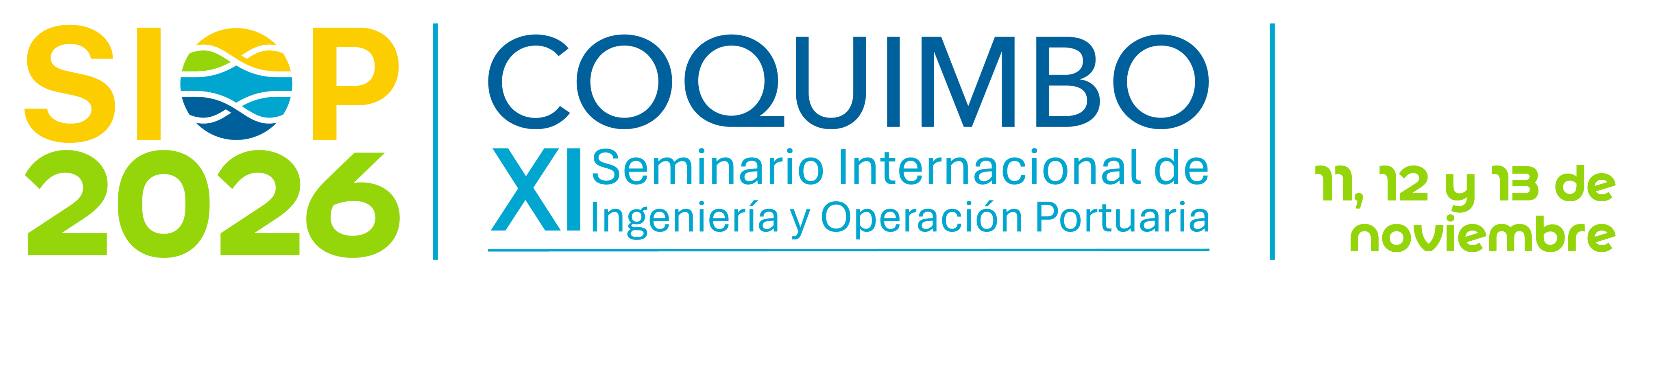 SIOP
2026
COQUIMBO
XI Seminario Internacional de
Ingeniería y Operación Portuaria
11, 12 y 13 de
noviembre